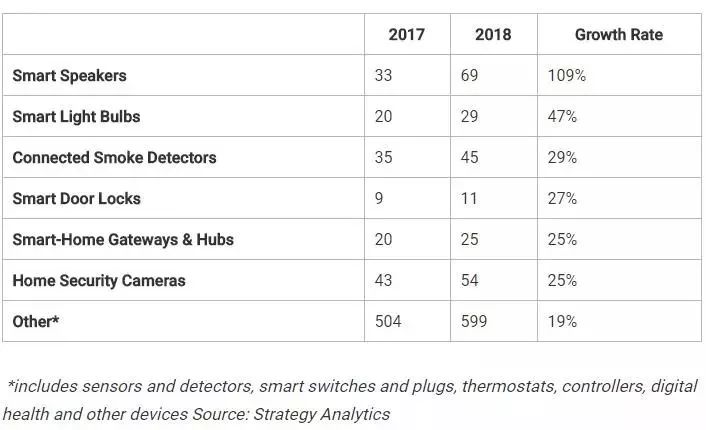 2017 2018 Growth Rate
Smart Speakers 33 69 109%
Smart Light Bulbs 20 29 47%
Connected Smoke Detectors 35 45 29%
Smart Door Locks 9 11 27%
Smart-Home Gateways & Hubs 20 25 25%
Home Security Cameras 43 54 25%
Other* 504 599 19%
*includes sensors and detectors, smart switches and plugs, thermostats, controllers, digital
health and other devices Source: Strategy Analytics